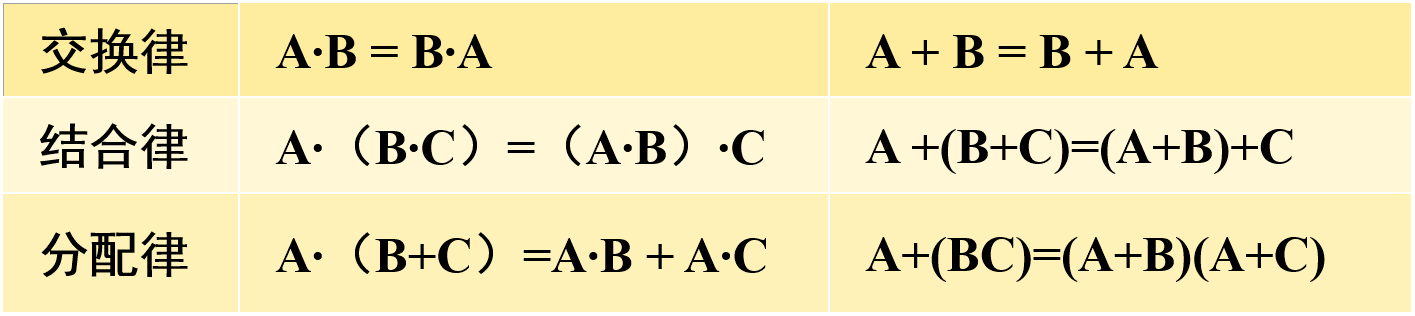 交换律 A·B = B·A A + B = B + A
结合律 A·（B·C）=（A·B）·C A +(B+C)=(A+B)+C
分配律 A·（B+C）=A·B + A·C A+(BC)=(A+B)(A+C)